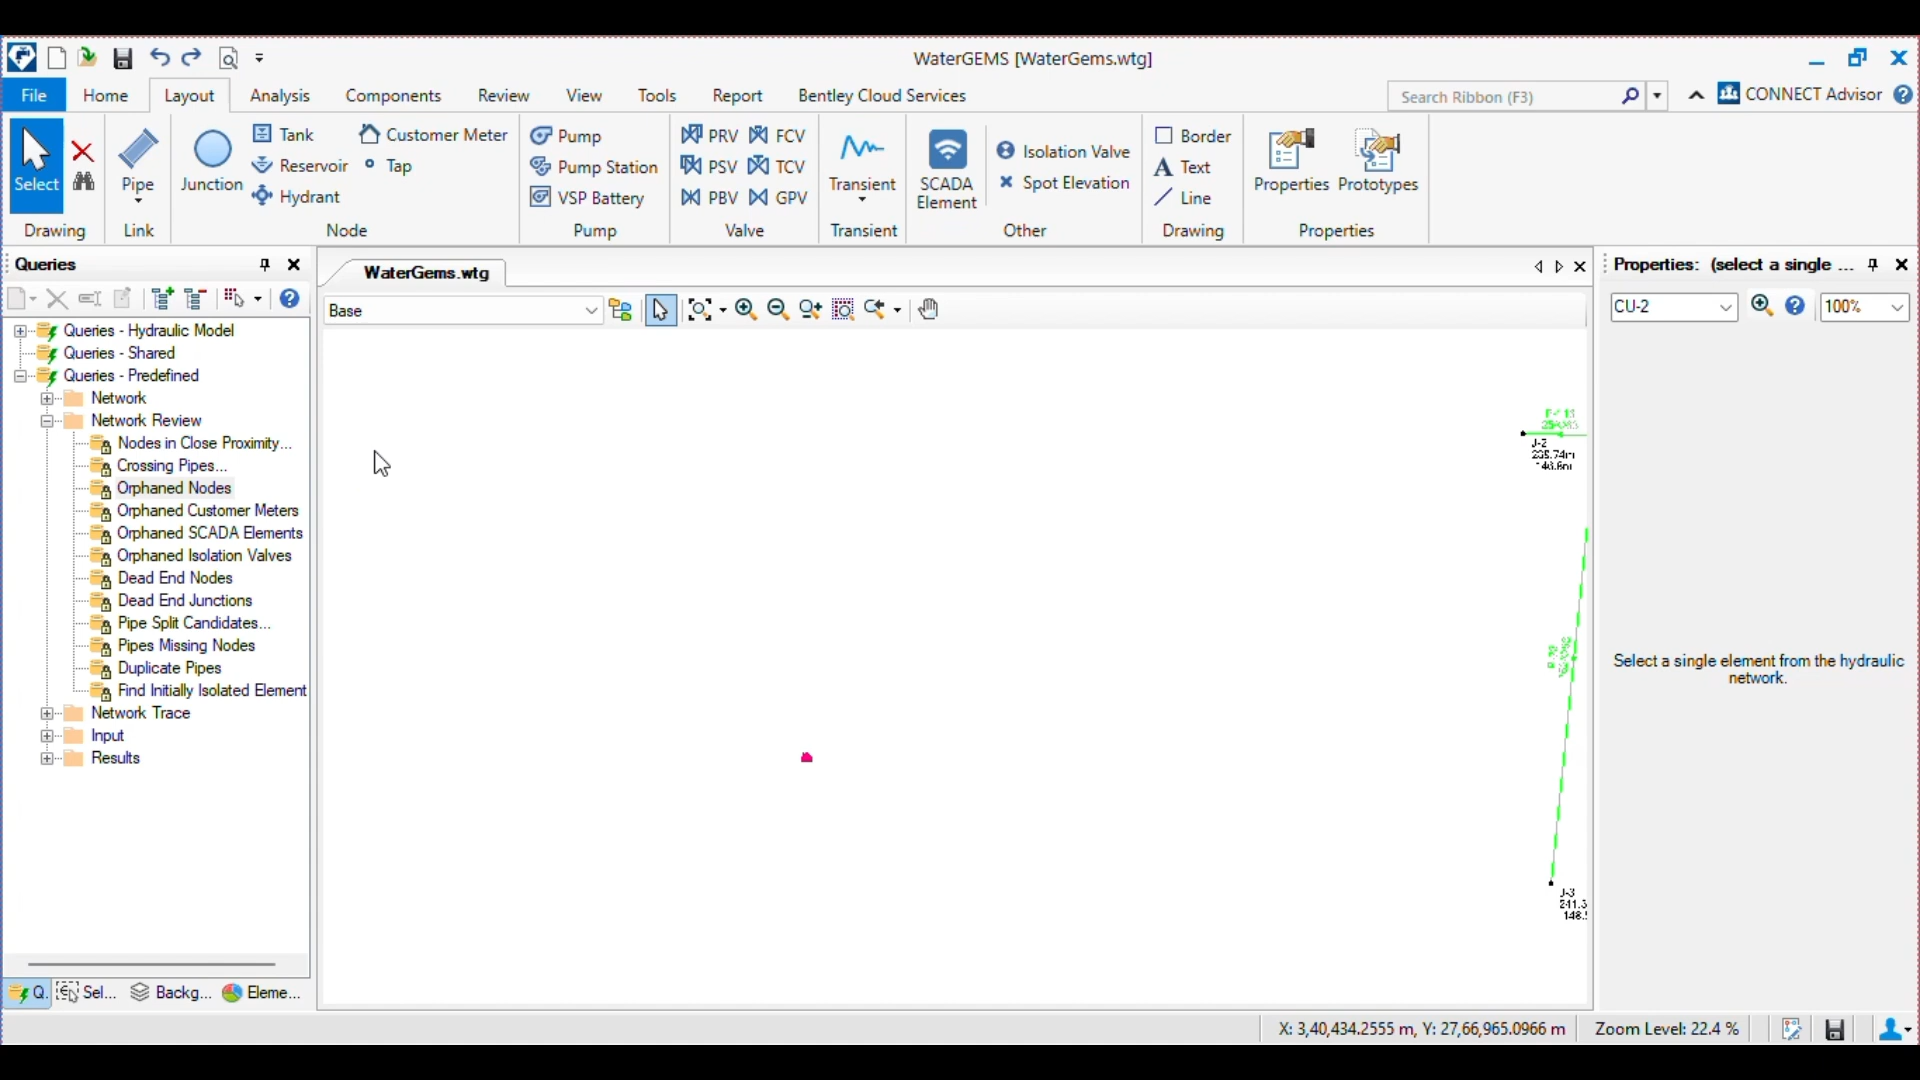 WaterGEMS [WaterGems.wtg]
File Home Layout Analysis Components Review View Tools Report Bentley Cloud Services
Search Ribbon (F3)
CONNECT Advisor
Select
Drawing
Pipe
Link
Junction
Tank
Reservoir
Hydrant
Customer Meter
Tap
Node
Pump
Pump Station
VSP Battery
Pump
PRV FCV
PSV TCV
PBV GPV
Valve
Transient
Transient
SCADA
Element
Isolation Valve
Spot Elevation
Other
Border
Text
Line
Drawing
Properties Prototypes
Properties
Queries
Queries - Hydraulic Model
Queries - Shared
Queries - Predefined
Network
Network Review
Nodes in Close Proximity...
Crossing Pipes...
Orphaned Nodes
Orphaned Customer Meters
Orphaned SCADA Elements
Orphaned Isolation Valves
Dead End Nodes
Dead End Junctions
Pipe Split Candidates...
Pipes Missing Nodes
Duplicate Pipes
Find Initially Isolated Element
Network Trace
Input
Results
Q. Sel... Backg... Eleme...
WaterGems.wtg
Base
J-2
J-3
Properties: (select a single ...
CU-2
100%
Select a single element from the hydraulic
network.
X: 3,40,434.2555 m, Y: 27,66,965.0966 m
Zoom Level: 22.4 %